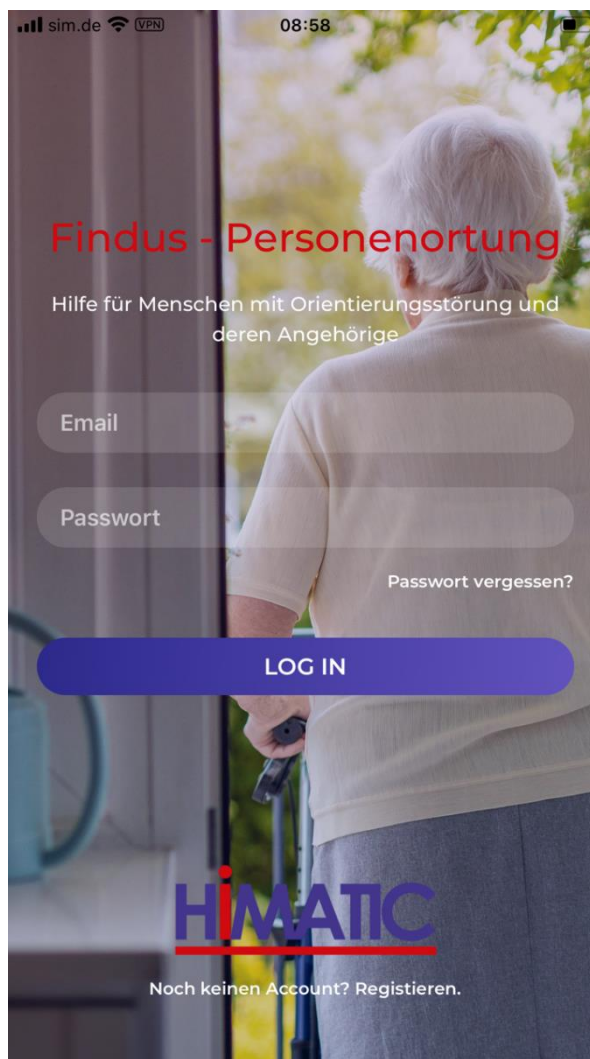 sim.de VPN 08:58
Findus - Personenortung
Hilfe für Menschen mit Orientierungsstörung und
deren Angehörige
Email
Passwort
Passwort vergessen?
LOG IN
HiMATIC
Noch keinen Account? Registieren.